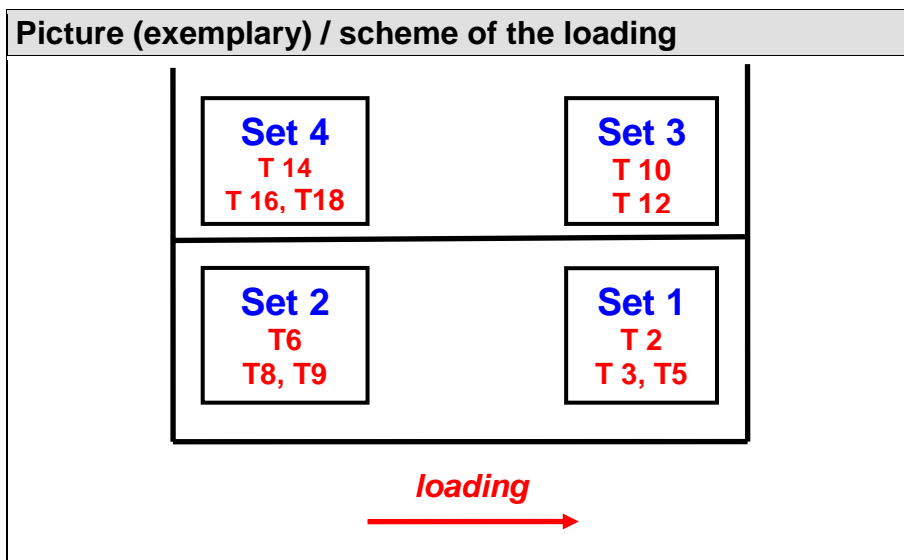 Picture (exemplary) / scheme of the loading
Set 4
T 14
T 16, T18
Set 3
T 10
T 12
Set 2
T6
T8, T9
Set 1
T 2
T 3, T5
loading